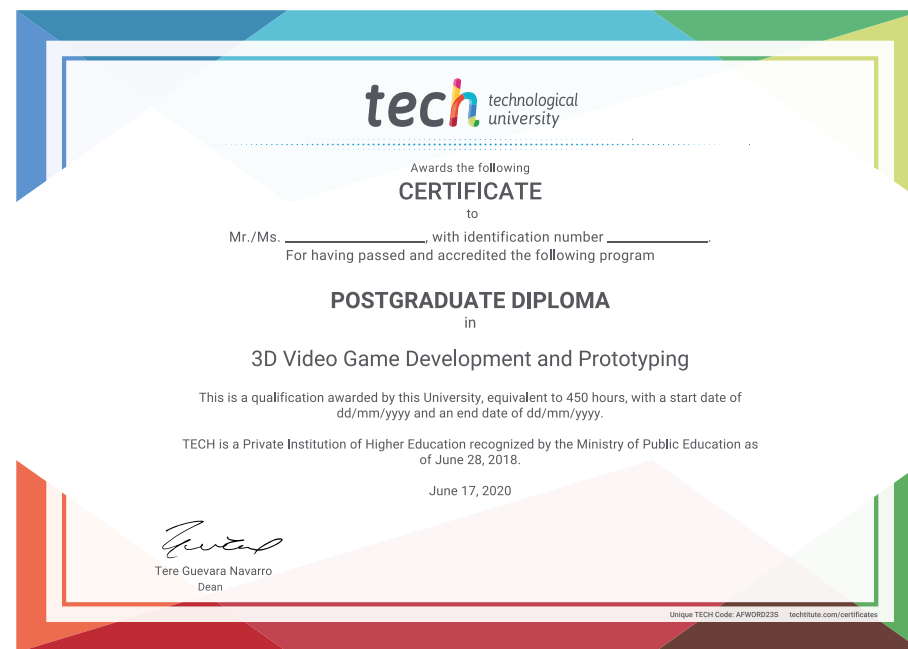 tech technological
university
Awards the following
CERTIFICATE
to
Mr./Ms. ____________________, with identification number ______________.
For having passed and accredited the following program
POSTGRADUATE DIPLOMA
in
3D Video Game Development and Prototyping
This is a qualification awarded by this University, equivalent to 450 hours, with a start date of
dd/mm/yyyy and an end date of dd/mm/yyyy.
TECH is a Private Institution of Higher Education recognized by the Ministry of Public Education as
of June 28, 2018.
June 17, 2020
Tere Guevara Navarro
Dean
Unique TECH Code: AFWORD23S techtitute.com/certificates